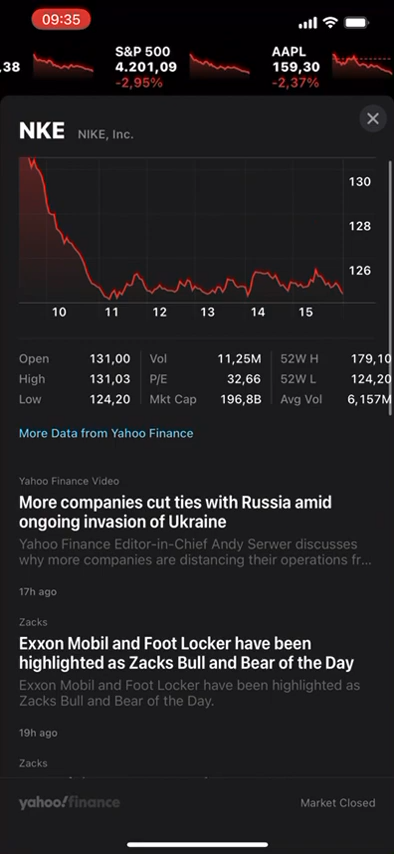 09:35
,38
S&P 500
4.201,09
-2,95%
AAPL
159,30
-2,37%
NKE NIKE, Inc.
130
128
126
10 11 12 13 14 15
Open 131,00 Vol 11,25M 52W H 179,10
High 131,03 P/E 32,66 52W L 124,20
Low 124,20 Mkt Cap 196,8B Avg Vol 6,157M
More Data from Yahoo Finance
Yahoo Finance Video
More companies cut ties with Russia amid
ongoing invasion of Ukraine
Yahoo Finance Editor-in-Chief Andy Serwer discusses
why more companies are distancing their operations fr...
17h ago
Zacks
Exxon Mobil and Foot Locker have been
highlighted as Zacks Bull and Bear of the Day
Exxon Mobil and Foot Locker have been highlighted as
Zacks Bull and Bear of the Day.
19h ago
Zacks
yahoo!finance Market Closed